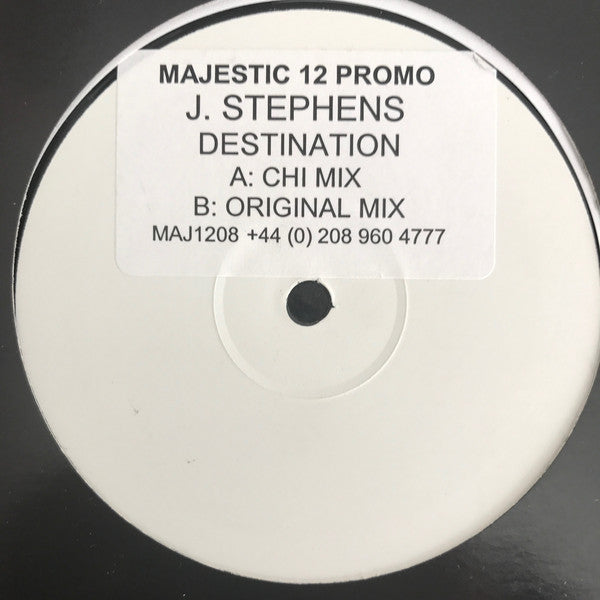 MAJESTIC 12 PROMO
J. STEPHENS
DESTINATION
A: CHI MIX
B: ORIGINAL MIX
MAJ1208 +44 (0) 208 960 4777